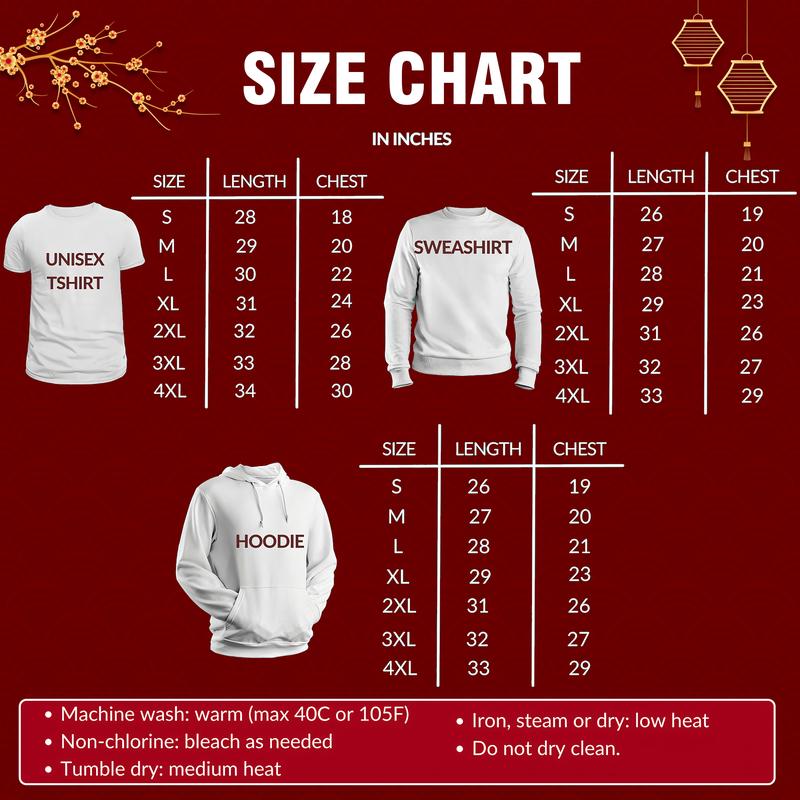 SIZE CHART
IN INCHES
UNISEX
TSHIRT
SIZE LENGTH CHEST
S 28 18
M 29 20
L 30 22
XL 31 24
2XL 32 26
3XL 33 28
4XL 34 30
SWEASHIRT
SIZE LENGTH CHEST
S 26 19
M 27 20
L 28 21
XL 29 23
2XL 31 26
3XL 32 27
4XL 33 29
HOODIE
SIZE LENGTH CHEST
S 26 19
M 27 20
L 28 21
XL 29 23
2XL 31 26
3XL 32 27
4XL 33 29
• Machine wash: warm (max 40C or 105F)
• Non-chlorine: bleach as needed
• Tumble dry: medium heat
• Iron, steam or dry: low heat
• Do not dry clean.